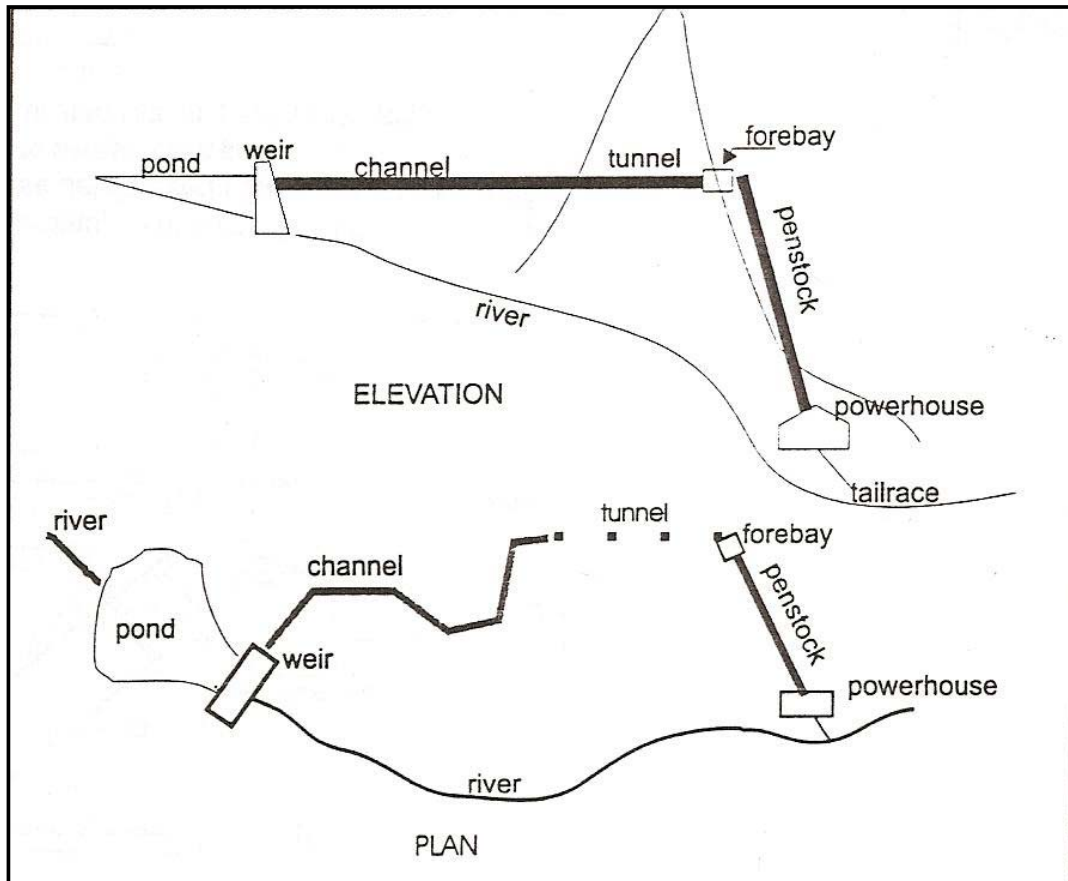 weir
forebay
pond
channel
tunnel
penstock
river
ELEVATION
powerhouse
tailrace
river
tunnel
forebay
channel
penstock
pond
weir
powerhouse
river
PLAN